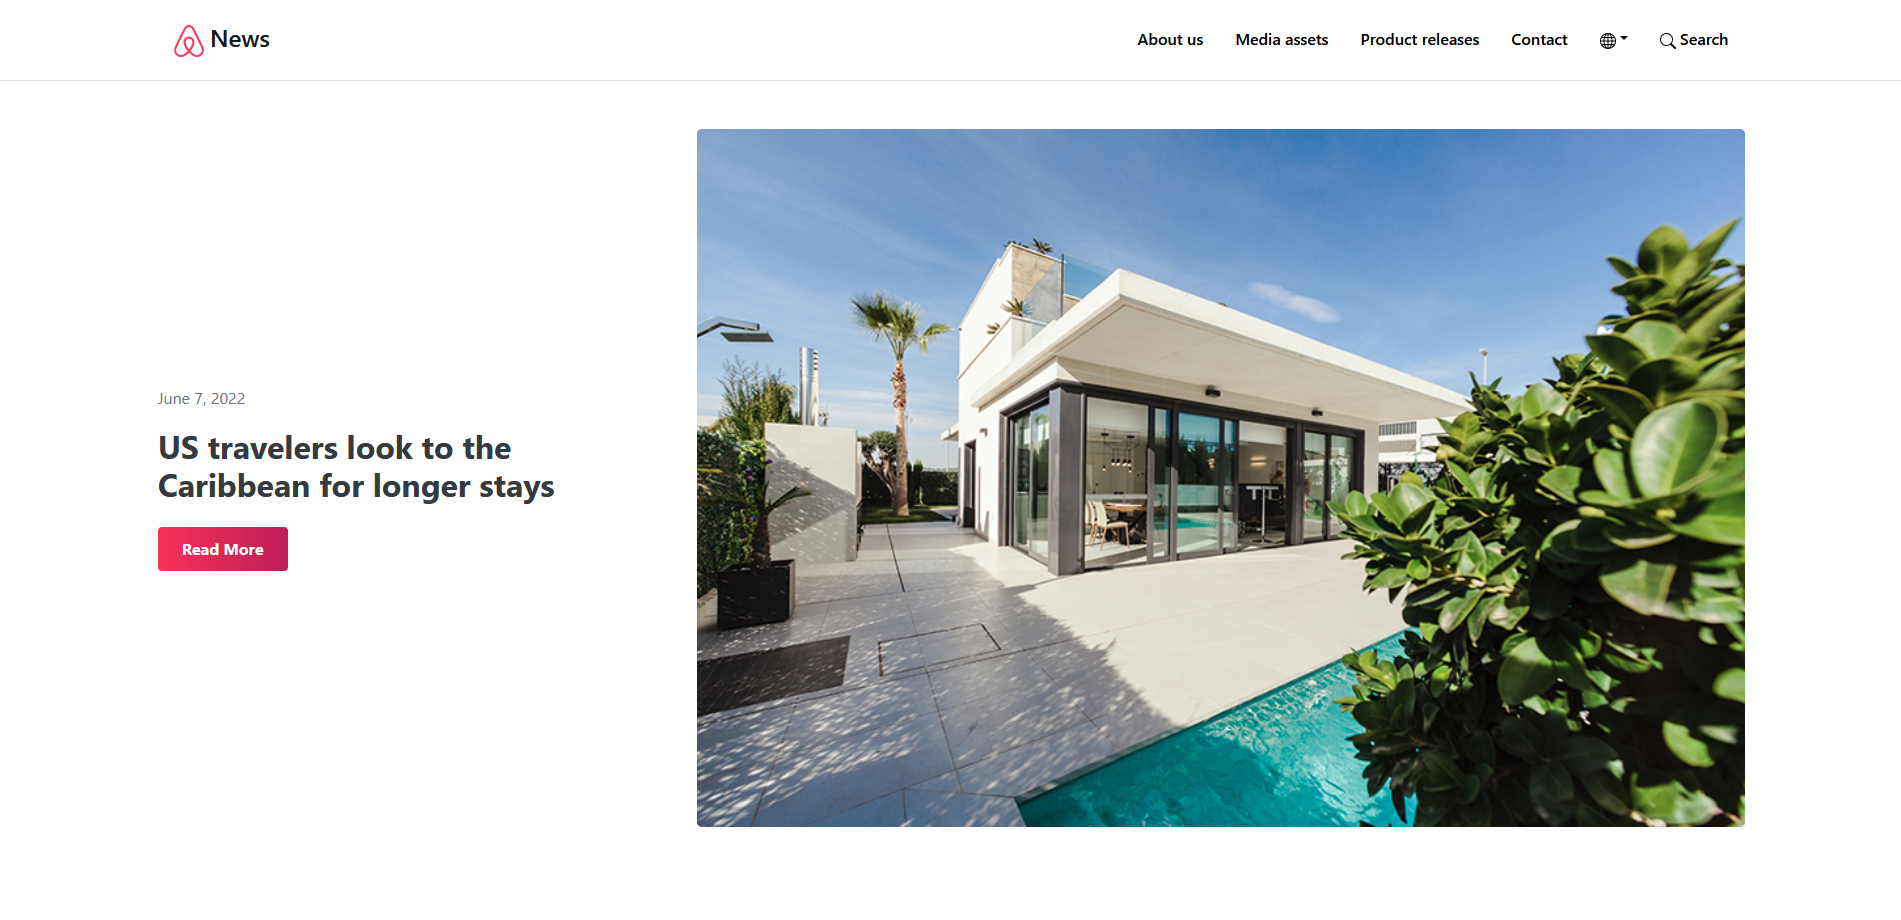 News
About us
Media assets
Product releases
Contact
Search
June 7, 2022
US travelers look to the
Caribbean for longer stays
Read More